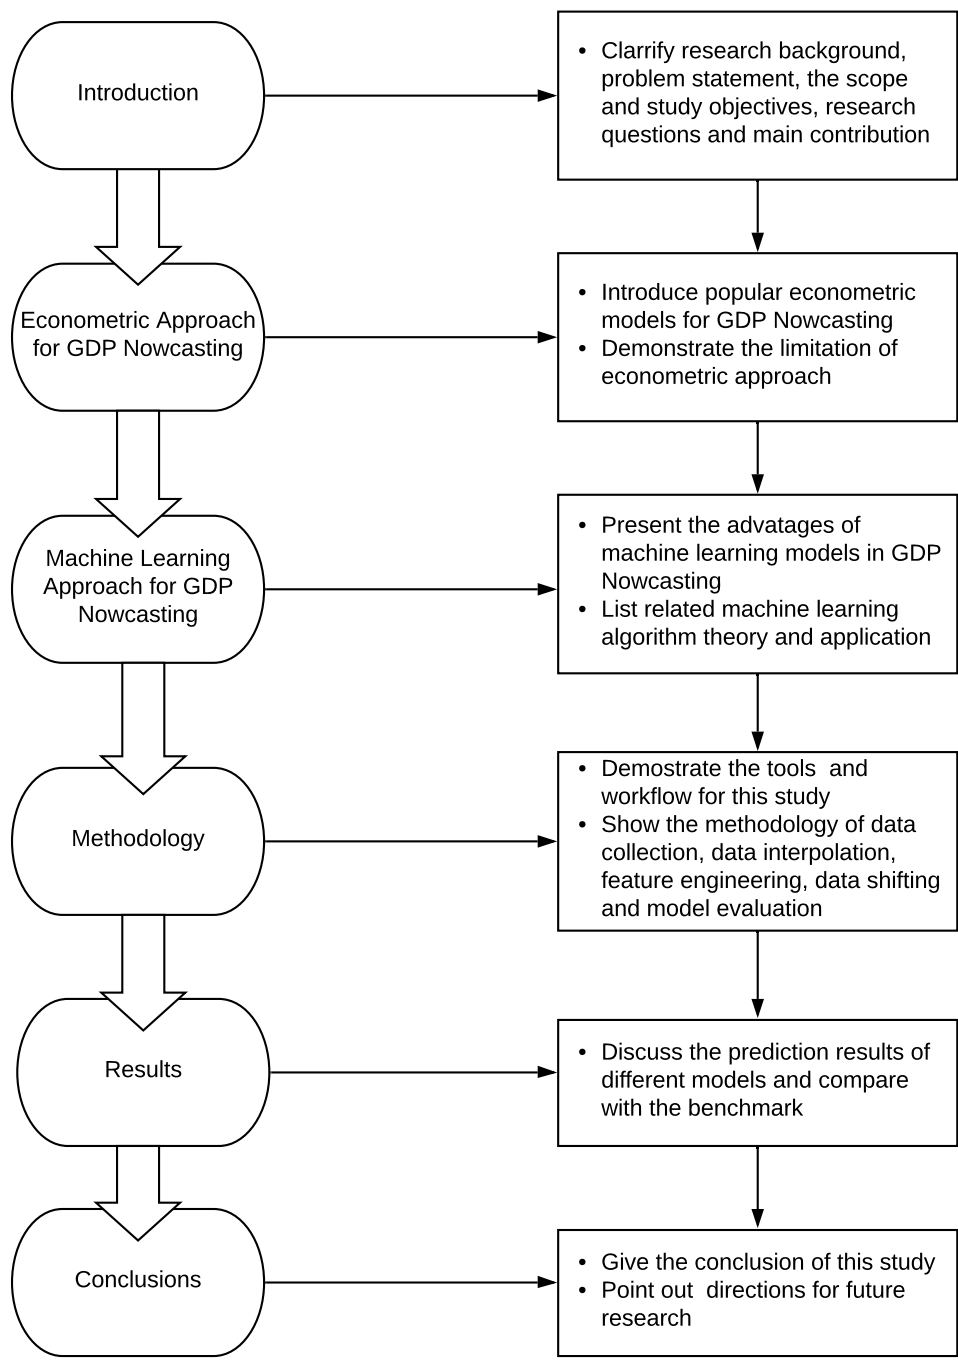 Introduction
• Clarrify research background,
problem statement, the scope
and study objectives, research
questions and main contribution
Econometric Approach
for GDP Nowcasting
• Introduce popular econometric
models for GDP Nowcasting
• Demonstrate the limitation of
econometric approach
Machine Learning
Approach for GDP
Nowcasting
• Present the advatages of
machine learning models in GDP
Nowcasting
• List related machine learning
algorithm theory and application
Methodology
• Demostrate the tools  and
workflow for this study
• Show the methodology of data
collection, data interpolation,
feature engineering, data shifting
and model evaluation
Results
• Discuss the prediction results of
different models and compare
with the benchmark
Conclusions
• Give the conclusion of this study
• Point out  directions for future
research